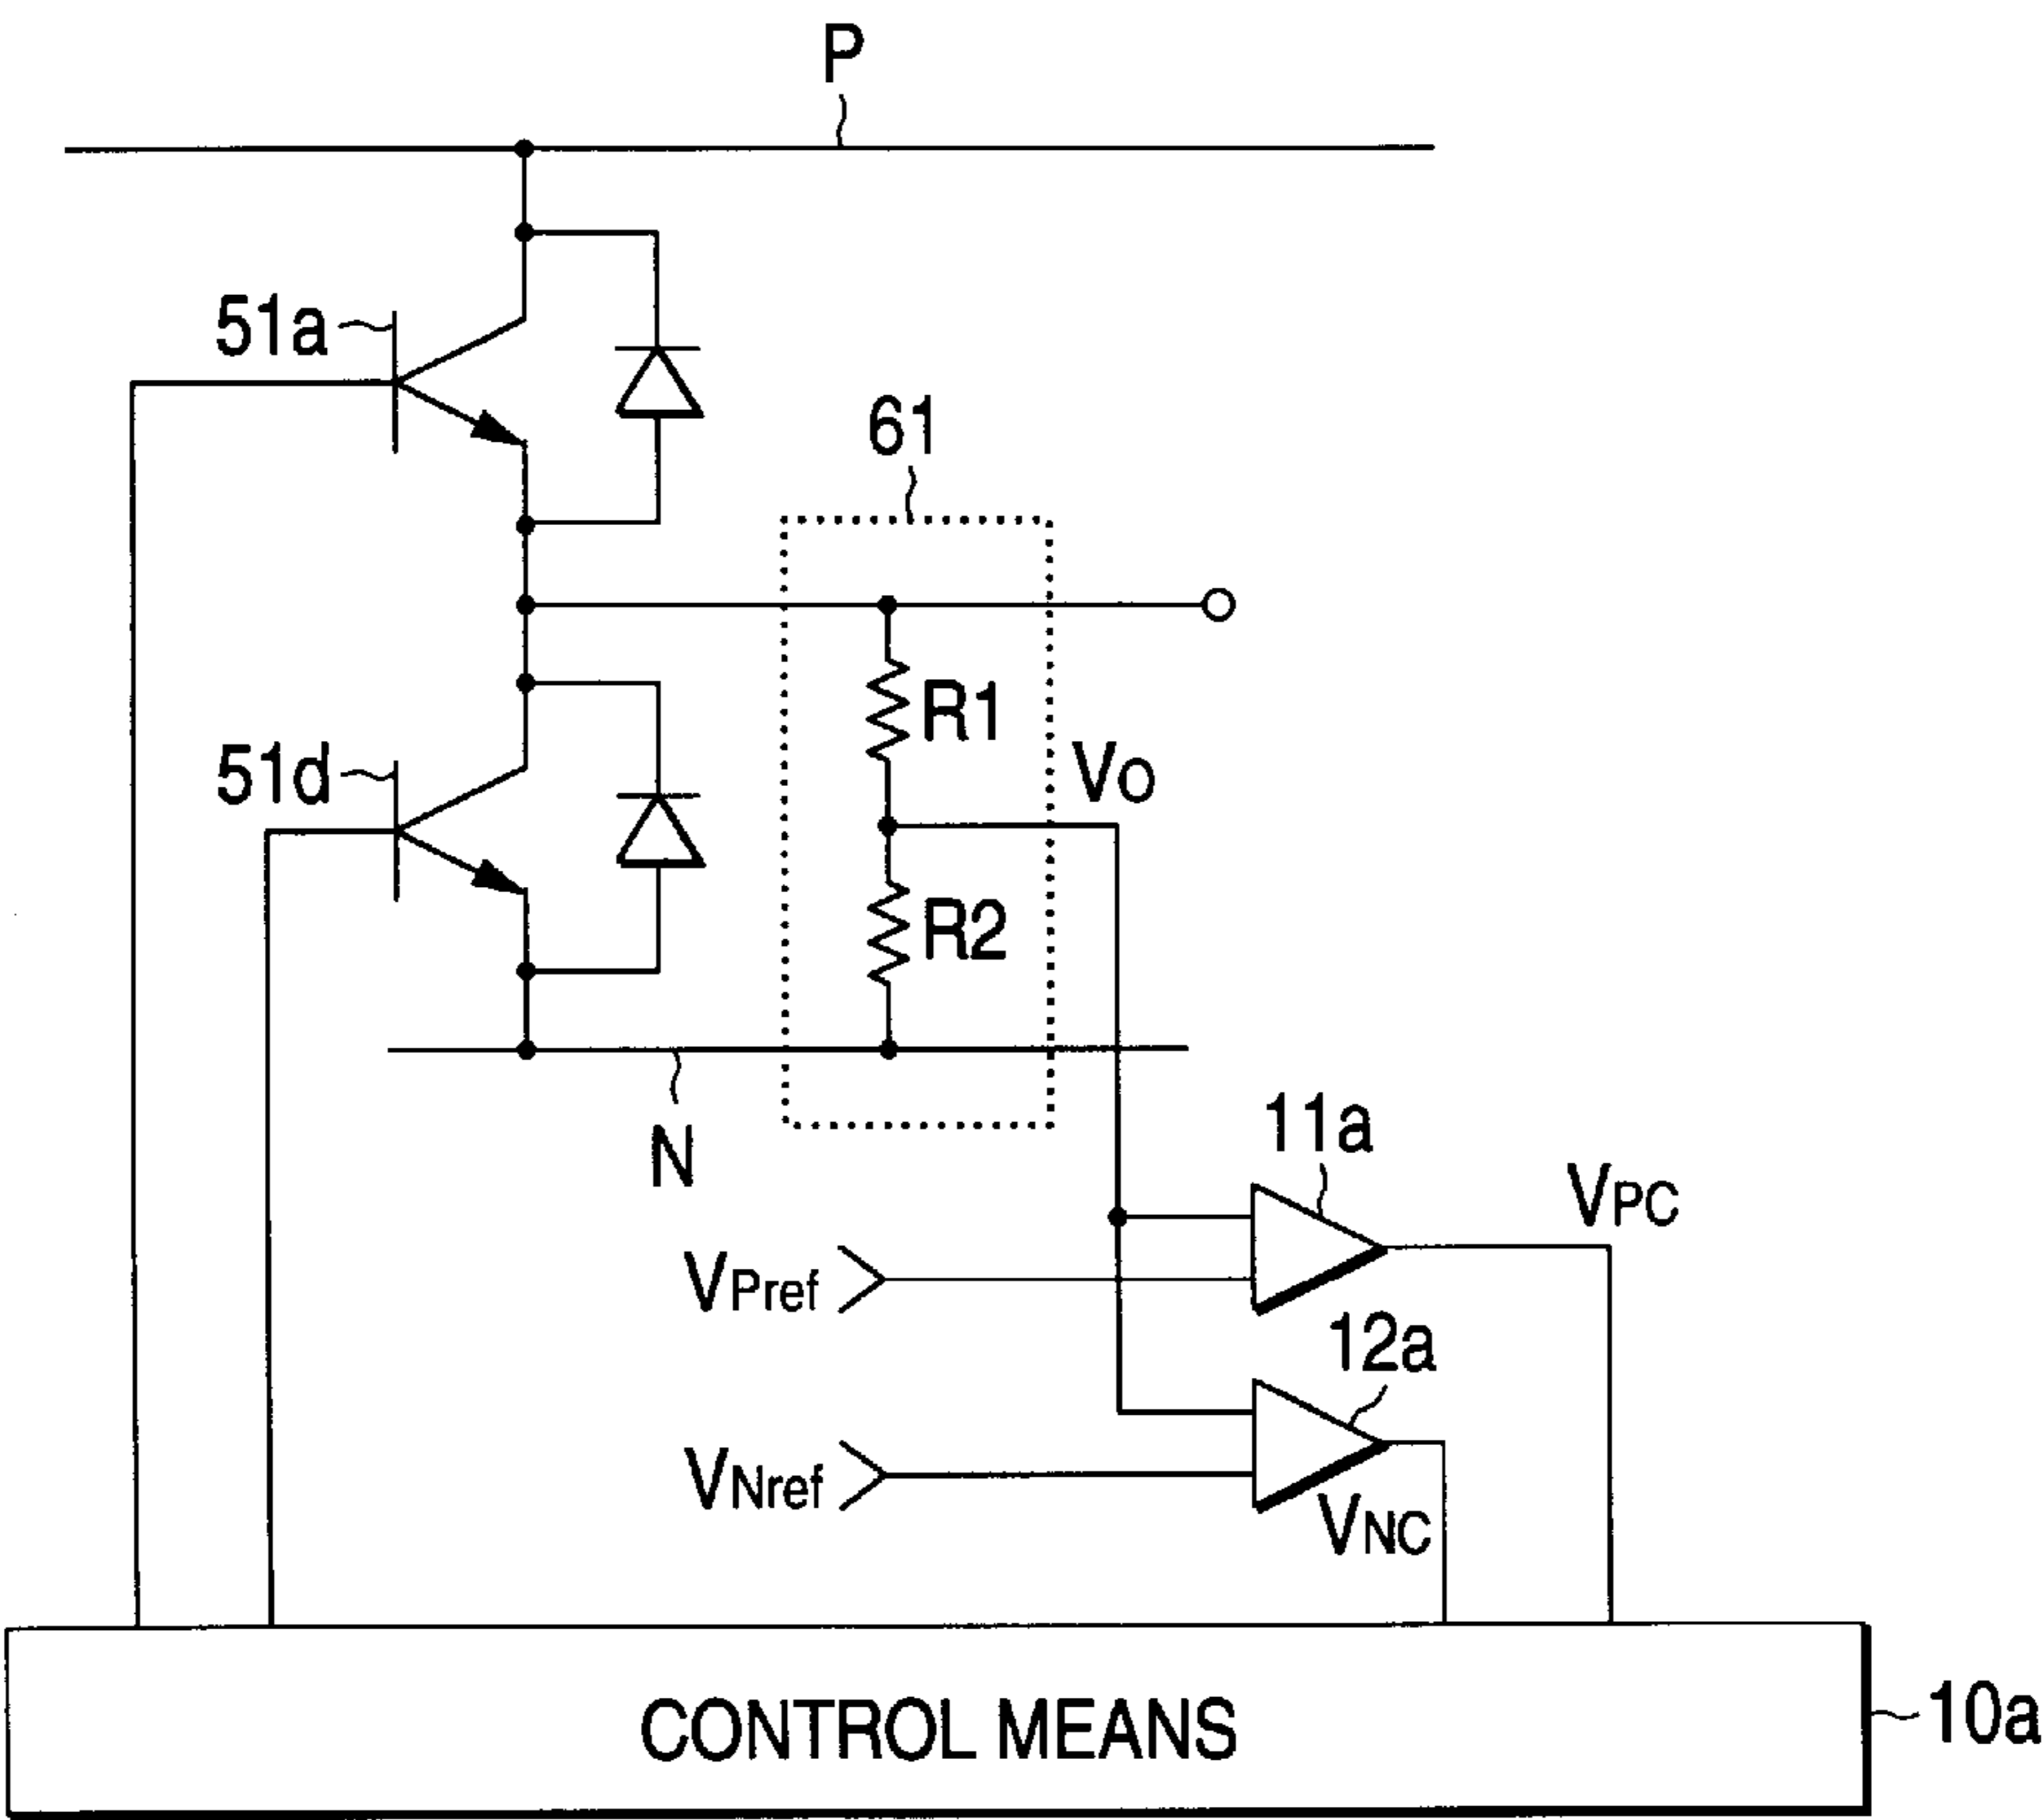 P
51a
61
R1
51d
Vo
R2
N
11a
VPC
VPref
12a
VNref
VNC
CONTROL MEANS
10a